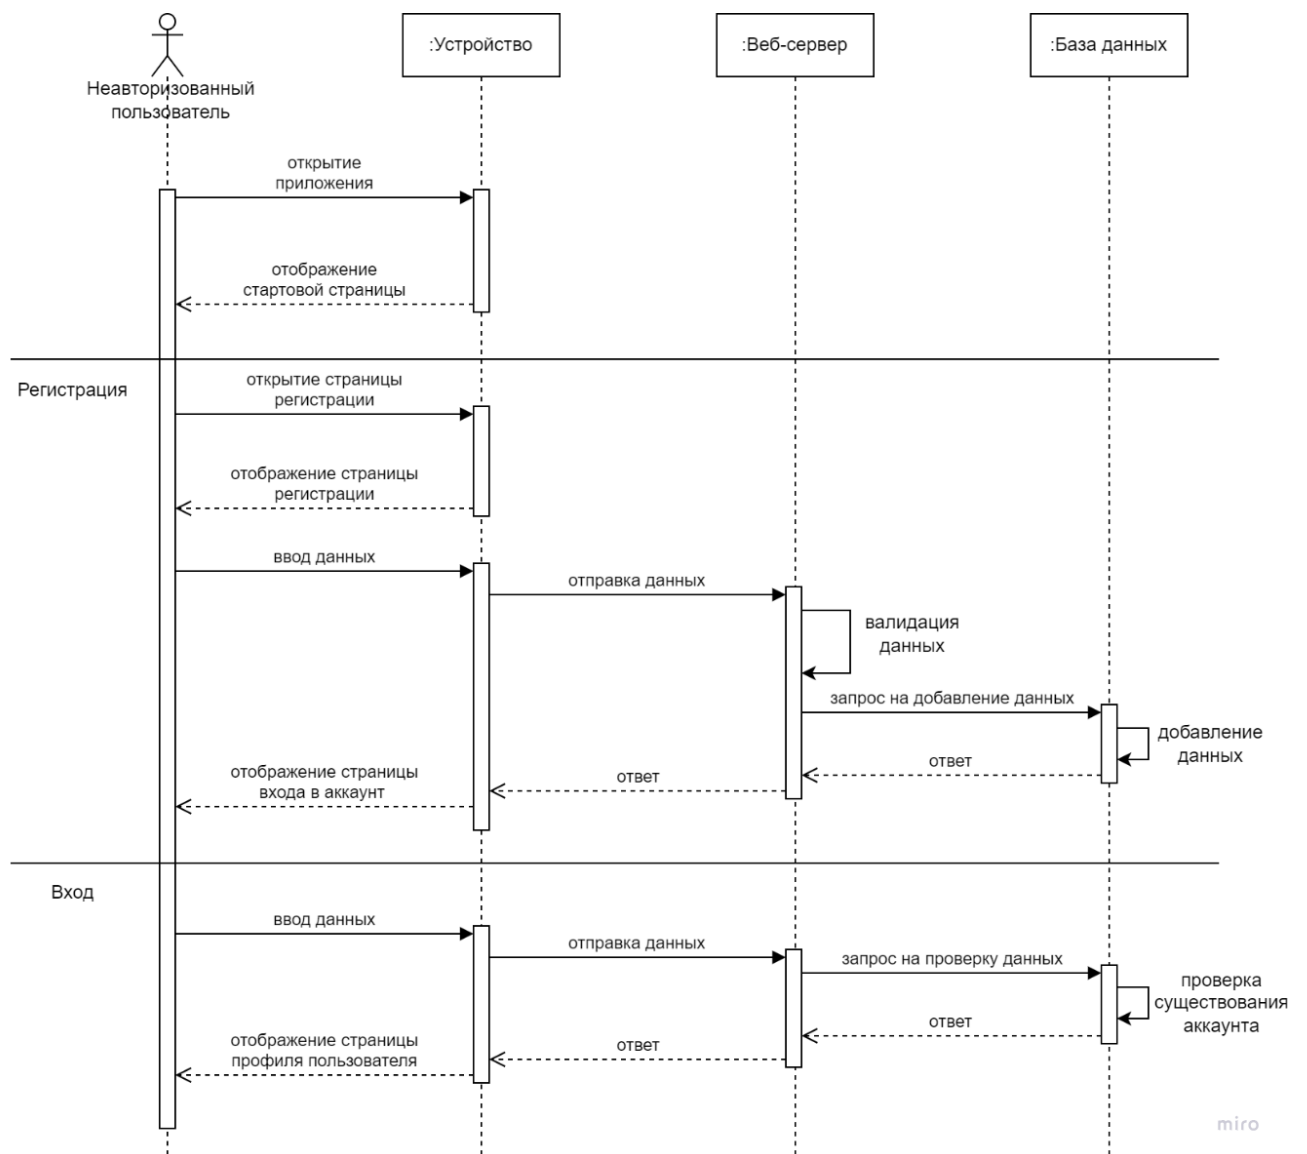 :Устройство
:Веб-сервер
:База данных
Неавторизованный
пользователь
открытие
приложения
отображение
стартовой страницы
Регистрация
открытие страницы
регистрации
отображение страницы
регистрации
ввод данных
отправка данных
валидация
данных
запрос на добавление данных
добавление
данных
ответ
ответ
отображение страницы
входа в аккаунт
Вход
ввод данных
отправка данных
запрос на проверку данных
проверка
существования
аккаунта
ответ
ответ
отображение страницы
профиля пользователя
miro